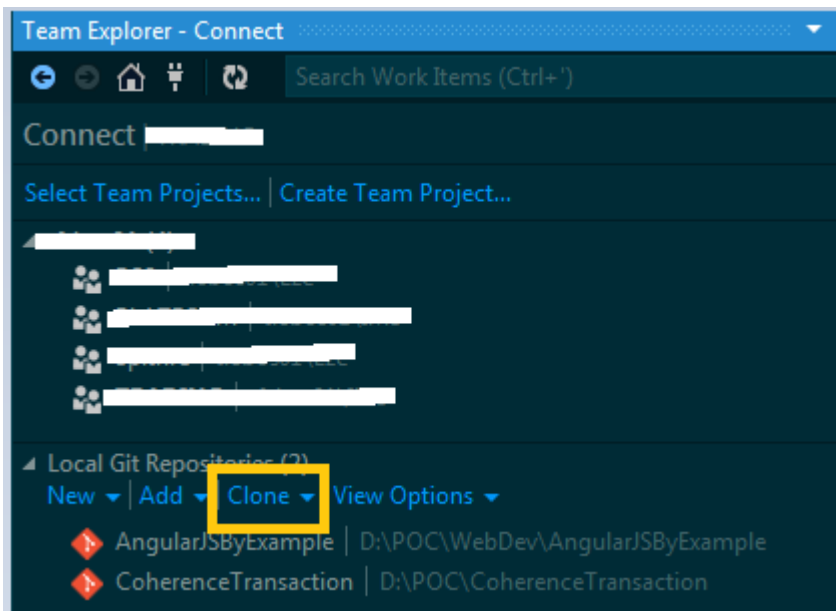 Team Explorer - Connect
Search Work Items (Ctrl+')
Connect
Select Team Projects... | Create Team Project...
Local Git Repositories (2)
New | Add | Clone | View Options
AngularJSByExample | D:\POC\WebDev\AngularJSByExample
CoherenceTransaction | D:\POC\CoherenceTransaction